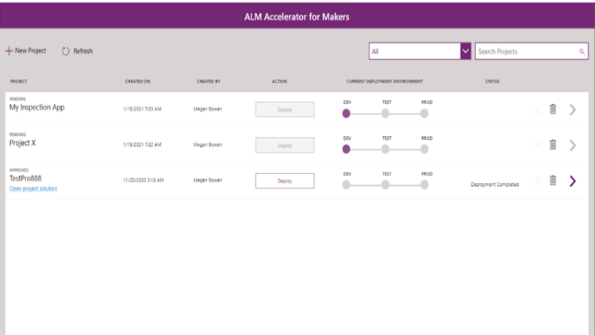 ALM Accelerator for Makers
New Project Refresh All Search Projects
PROJECT CREATED ON CREATED BY ACTION CURRENT DEPLOYMENT ENVIRONMENT STATUS
PENDING
My Inspection App 1/15/2021 7:23 AM Megan Bowen Deploy DEV TEST PROD
PENDING
Project X 1/15/2021 7:22 AM Megan Bowen Deploy DEV TEST PROD
APPROVED
TestPro888 11/20/2020 5:16 AM Megan Bowen Deploy DEV TEST PROD Deployment Completed
Open project solution